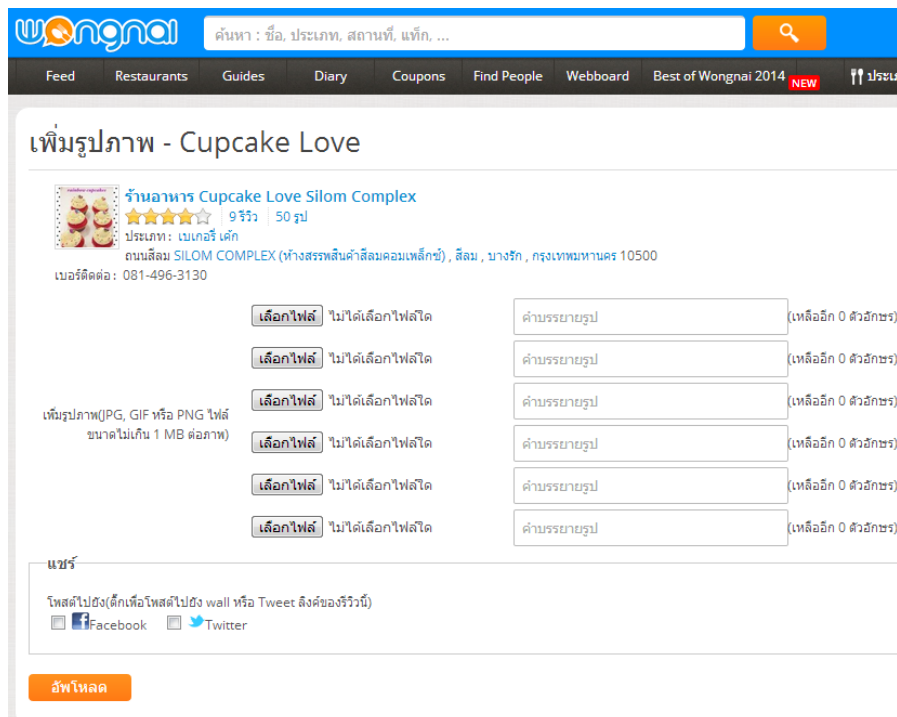 wongnai
ค้นหา : ชื่อ, ประเภท, สถานที่, แท็ก, ...
Feed Restaurants Guides Diary Coupons Find People Webboard Best of Wongnai 2014 NEW
เพิ่มรูปภาพ - Cupcake Love
ร้านอาหาร Cupcake Love Silom Complex
9 รีวิว 50 รูป
ประเภท : เบเกอรี่ เค้ก
ถนนสีลม SILOM COMPLEX (ห้างสรรพสินค้าสีลมคอมเพล็กซ์) , สีลม , บางรัก , กรุงเทพมหานคร 10500
เบอร์ติดต่อ : 081-496-3130
เลือกไฟล์ ไม่ได้เลือกไฟล์ใด คำบรรยายรูป (เหลืออีก 0 ตัวอักษร)
เลือกไฟล์ ไม่ได้เลือกไฟล์ใด คำบรรยายรูป (เหลืออีก 0 ตัวอักษร)
เลือกไฟล์ ไม่ได้เลือกไฟล์ใด คำบรรยายรูป (เหลืออีก 0 ตัวอักษร)
เพิ่มรูปภาพ(JPG, GIF หรือ PNG ไฟล์
ขนาดไม่เกิน 1 MB ต่อภาพ)
เลือกไฟล์ ไม่ได้เลือกไฟล์ใด คำบรรยายรูป (เหลืออีก 0 ตัวอักษร)
เลือกไฟล์ ไม่ได้เลือกไฟล์ใด คำบรรยายรูป (เหลืออีก 0 ตัวอักษร)
เลือกไฟล์ ไม่ได้เลือกไฟล์ใด คำบรรยายรูป (เหลืออีก 0 ตัวอักษร)
แชร์
โพสต์ไปยัง(ติ๊กเพื่อโพสต์ไปยัง wall หรือ Tweet ลิงค์ของรีวิวนี้)
Facebook Twitter
อัพโหลด